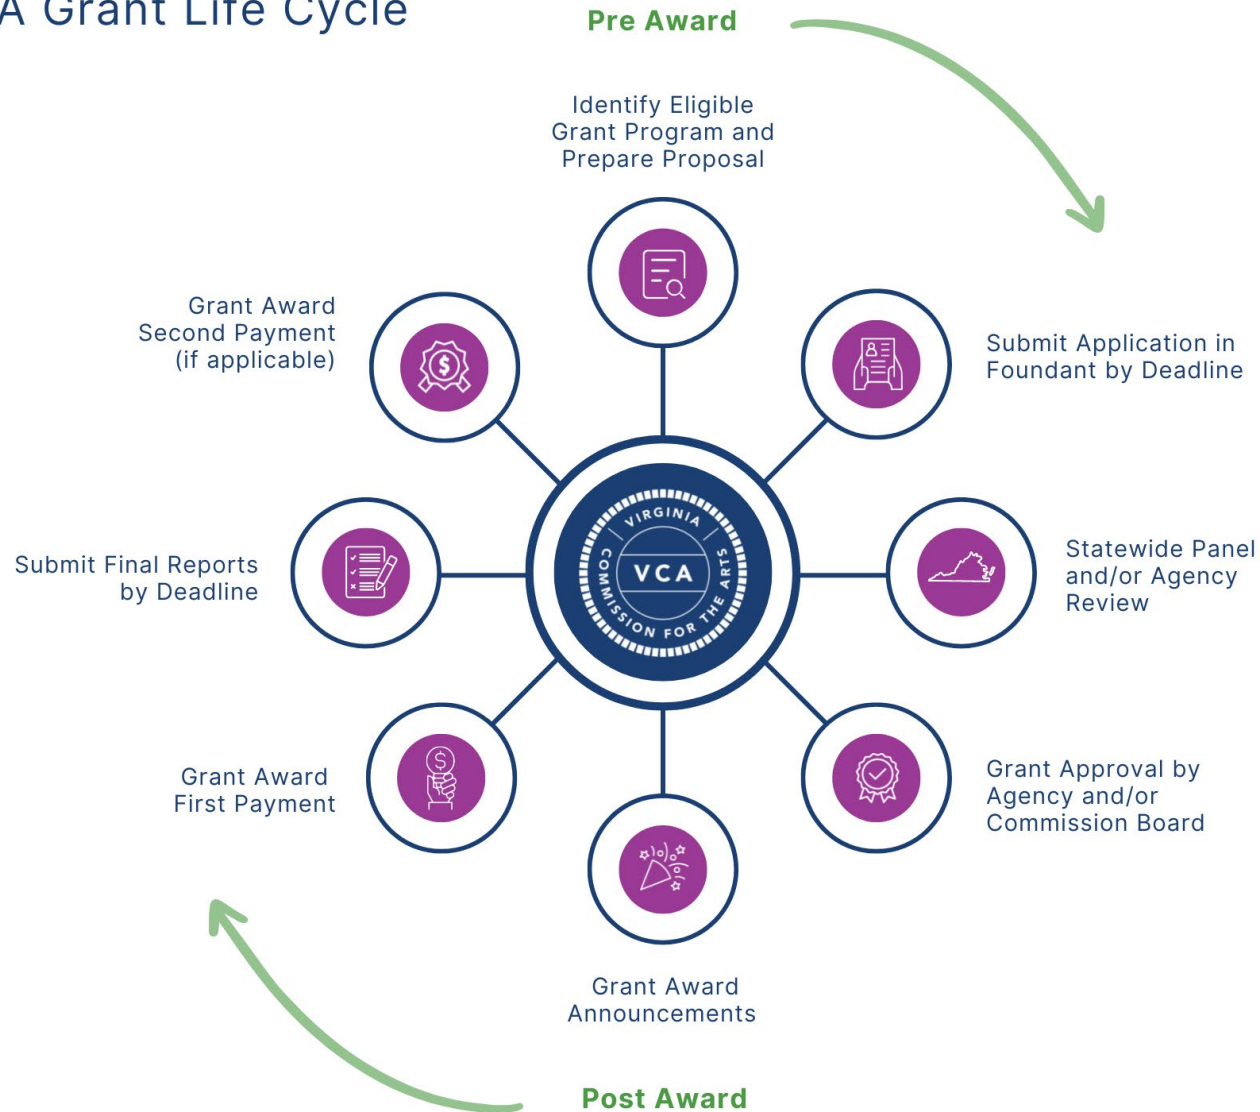 A Grant Life Cycle
Pre Award
Identify Eligible
Grant Program and
Prepare Proposal
Submit Application in
Foundant by Deadline
Statewide Panel
and/or Agency
Review
Grant Approval by
Agency and/or
Commission Board
Grant Award
Announcements
Post Award
Grant Award
First Payment
Submit Final Reports
by Deadline
Grant Award
Second Payment
(if applicable)
$
$
VIRGINIA
VCA
COMMISSION FOR THE ARTS